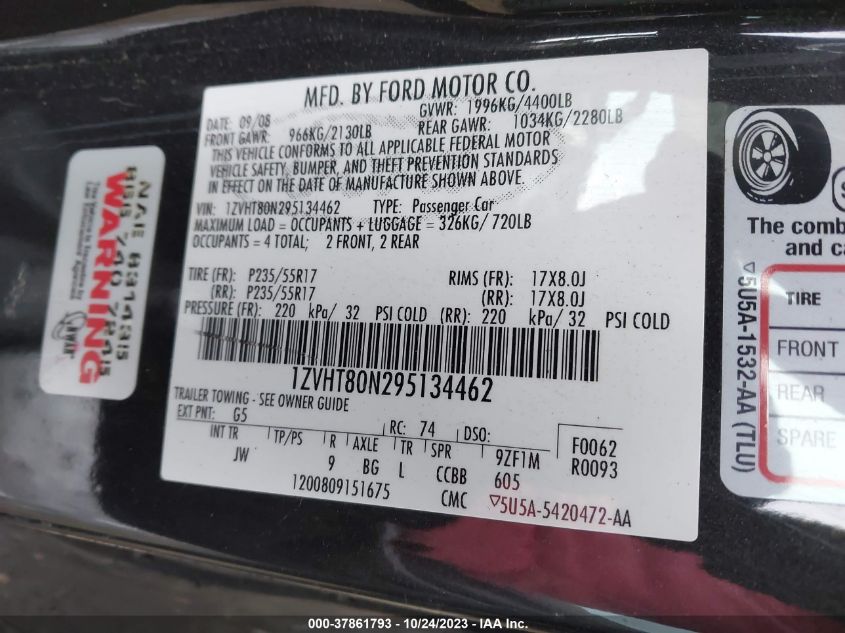 MFD. BY FORD MOTOR CO.
DATE: 09/08 GVWR: 1996KG/4400LB
FRONT GAWR: 966KG/2130LB REAR GAWR: 1034KG/2280LB
THIS VEHICLE CONFORMS TO ALL APPLICABLE FEDERAL MOTOR
VEHICLE SAFETY, BUMPER, AND THEFT PREVENTION STANDARDS
IN EFFECT ON THE DATE OF MANUFACTURE SHOWN ABOVE.
VIN: 1ZVHT80N295134462 TYPE: Passenger Car
MAXIMUM LOAD = OCCUPANTS + LUGGAGE = 326KG/ 720LB
OCCUPANTS = 4 TOTAL; 2 FRONT, 2 REAR
TIRE (FR): P235/55R17 RIMS (FR): 17X8.0J
(RR): P235/55R17 (RR): 17X8.0J
PRESSURE (FR): 220 kPa/ 32 PSI COLD (RR): 220 kPa/ 32 PSI COLD
1ZVHT80N295134462
TRAILER TOWING - SEE OWNER GUIDE
EXT PNT: G5 RC: 74 DSO:
INT TR TP/PS R AXLE TR SPR 9ZF1M F0062
JW 9 BG L CCBB 605 R0093
1200809151675 CMC ▽5U5A-5420472-AA
WARNING
The comb
and ca
TIRE
FRONT
REAR
SPARE
▽5U5A-1532-AA (TLU)
000-37861793 - 10/24/2023 - IAA Inc.